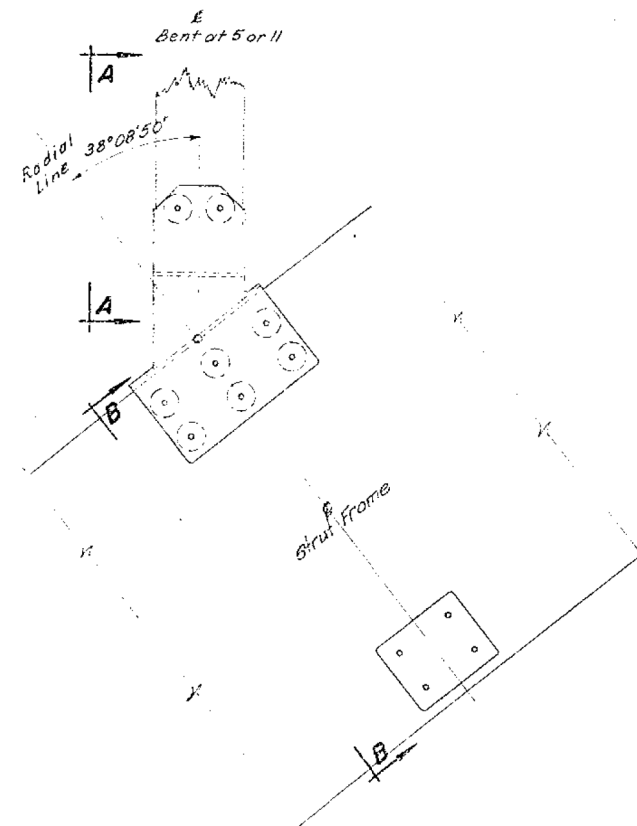 ℄
Bent at 5 or 11
A
Radial
Line
38°08'50"
A
B
℄
Strut Frame
B